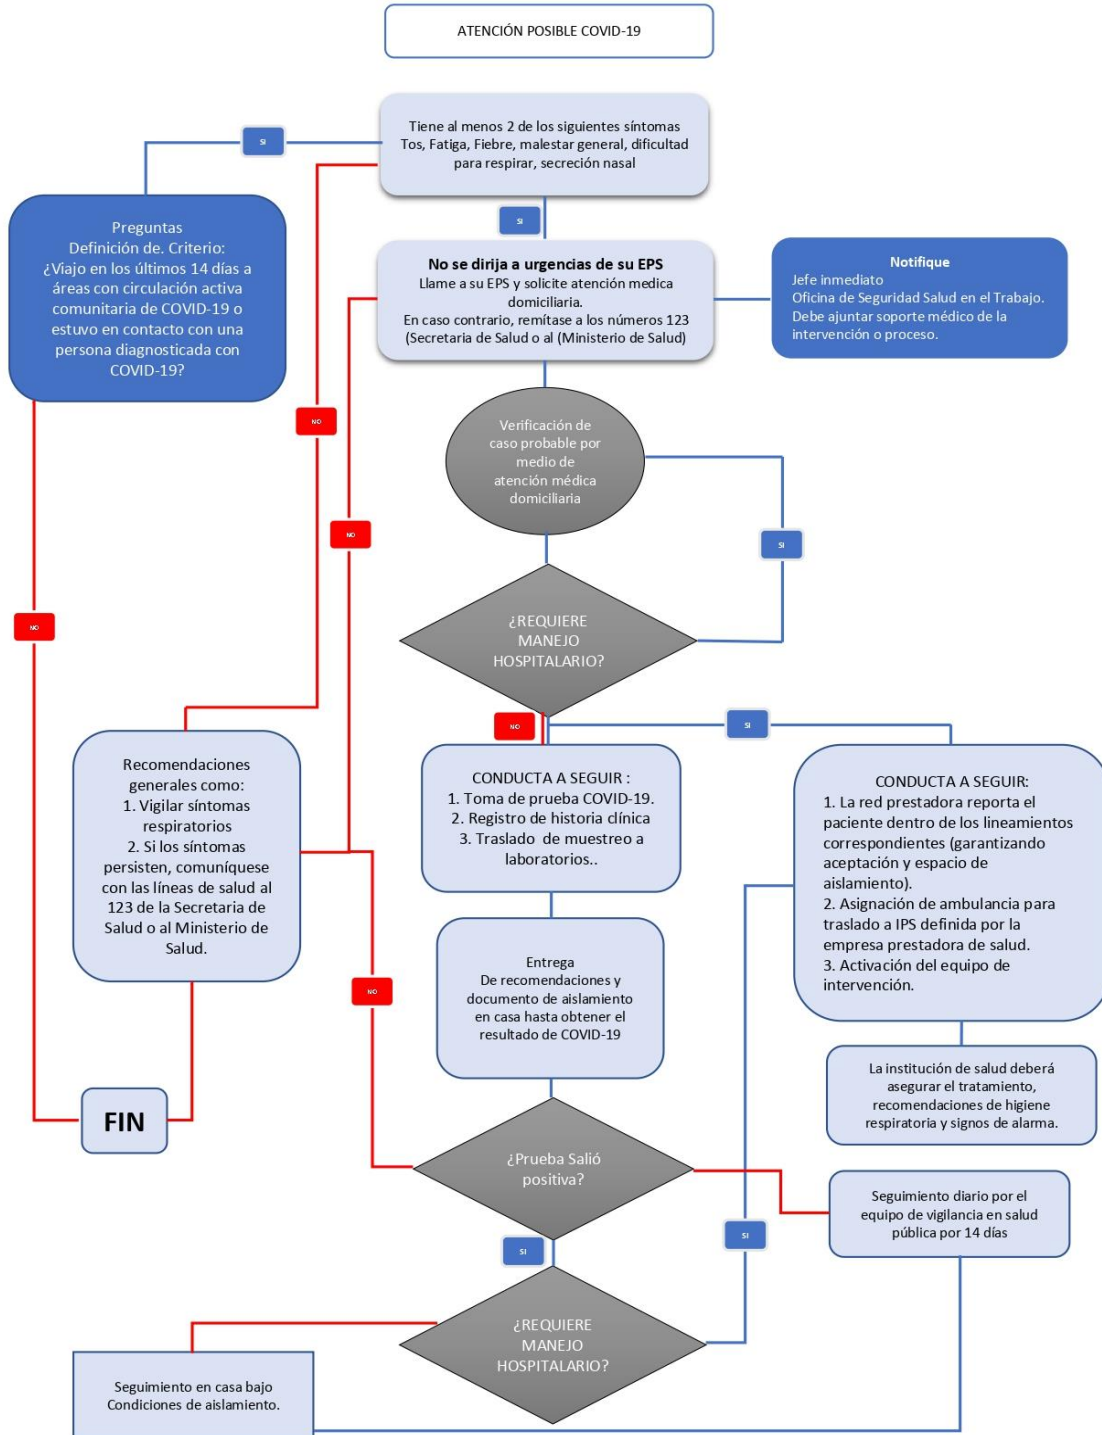 ATENCIÓN POSIBLE COVID-19
Tiene al menos 2 de los siguientes síntomas
Tos, Fatiga, Fiebre, malestar general, dificultad
para respirar, secreción nasal
SI
Preguntas
Definición de. Criterio:
¿Viajo en los últimos 14 días a
áreas con circulación activa
comunitaria de COVID-19 o
estuvo en contacto con una
persona diagnosticada con
COVID-19?
SI
No se dirija a urgencias de su EPS
Llame a su EPS y solicite atención medica
domiciliaria.
En caso contrario, remítase a los números 123
(Secretaria de Salud o al (Ministerio de Salud)
Notifique
Jefe inmediato
Oficina de Seguridad Salud en el Trabajo.
Debe ajuntar soporte médico de la
intervención o proceso.
NO
Verificación de
caso probable por
medio de
atención médica
domiciliaria
NO
SI
NO
¿REQUIERE
MANEJO
HOSPITALARIO?
NO
SI
Recomendaciones
generales como:
1. Vigilar síntomas
respiratorios
2. Si los síntomas
persisten, comuníquese
con las líneas de salud al
123 de la Secretaria de
Salud o al Ministerio de
Salud.
CONDUCTA A SEGUIR :
1. Toma de prueba COVID-19.
2. Registro de historia clínica
3. Traslado de muestreo a
laboratorios..
CONDUCTA A SEGUIR:
1. La red prestadora reporta el
paciente dentro de los lineamientos
correspondientes (garantizando
aceptación y espacio de
aislamiento).
2. Asignación de ambulancia para
traslado a IPS definida por la
empresa prestadora de salud.
3. Activación del equipo de
intervención.
NO
Entrega
De recomendaciones y
documento de aislamiento
en casa hasta obtener el
resultado de COVID-19
La institución de salud deberá
asegurar el tratamiento,
recomendaciones de higiene
respiratoria y signos de alarma.
FIN
¿Prueba Salió
positiva?
Seguimiento diario por el
equipo de vigilancia en salud
pública por 14 días
SI
SI
¿REQUIERE
MANEJO
HOSPITALARIO?
Seguimiento en casa bajo
Condiciones de aislamiento.